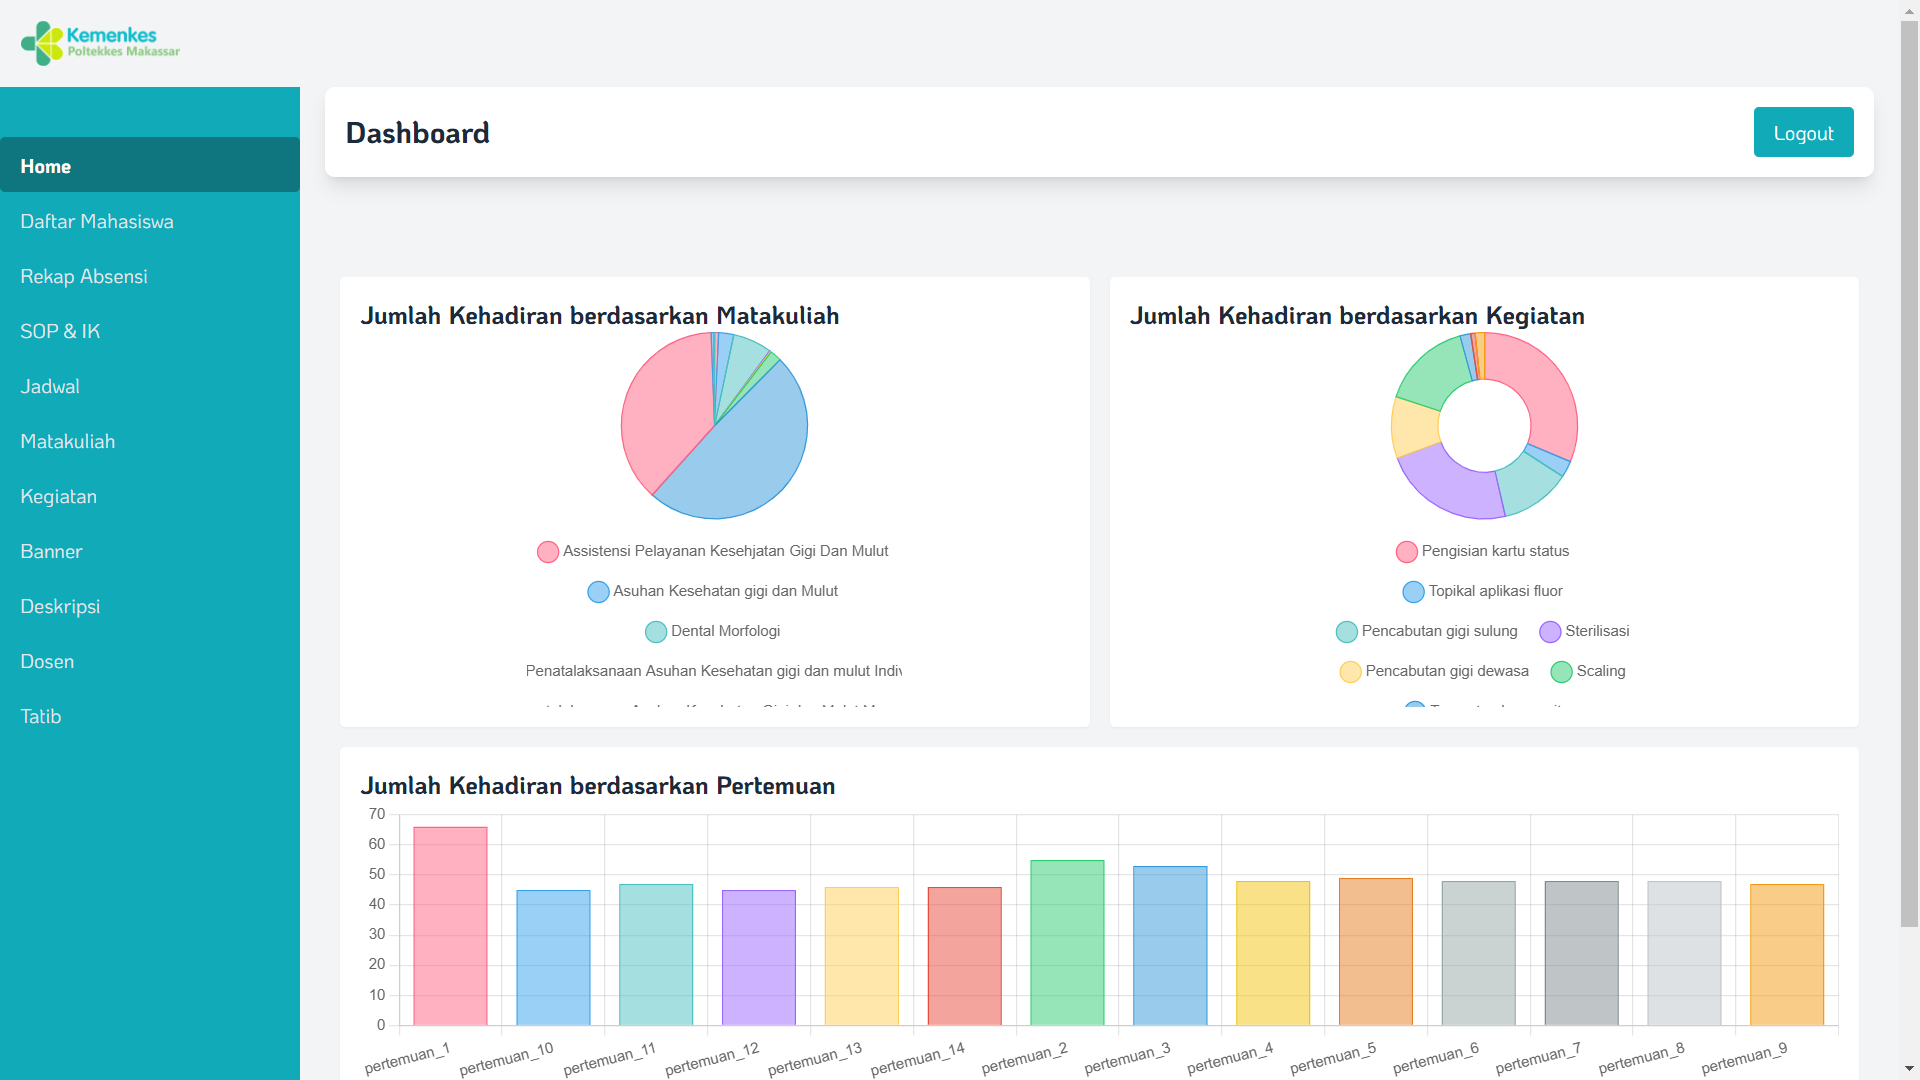 Kemenkes
Poltekkes Makassar
Dashboard
Logout
Home
Daftar Mahasiswa
Rekap Absensi
SOP & IK
Jadwal
Matakuliah
Kegiatan
Banner
Deskripsi
Dosen
Tatib
Jumlah Kehadiran berdasarkan Matakuliah
Assistensi Pelayanan Kesehjatan Gigi Dan Mulut
Asuhan Kesehatan gigi dan Mulut
Dental Morfologi
Penatalaksanaan Asuhan Kesehatan gigi dan mulut Indiv
Jumlah Kehadiran berdasarkan Kegiatan
Pengisian kartu status
Topikal aplikasi fluor
Pencabutan gigi sulung Sterilisasi
Pencabutan gigi dewasa Scaling
Jumlah Kehadiran berdasarkan Pertemuan
70
60
50
40
30
20
10
0
pertemuan_1 pertemuan_10 pertemuan_11 pertemuan_12 pertemuan_13 pertemuan_14 pertemuan_2 pertemuan_3 pertemuan_4 pertemuan_5 pertemuan_6 pertemuan_7 pertemuan_8 pertemuan_9